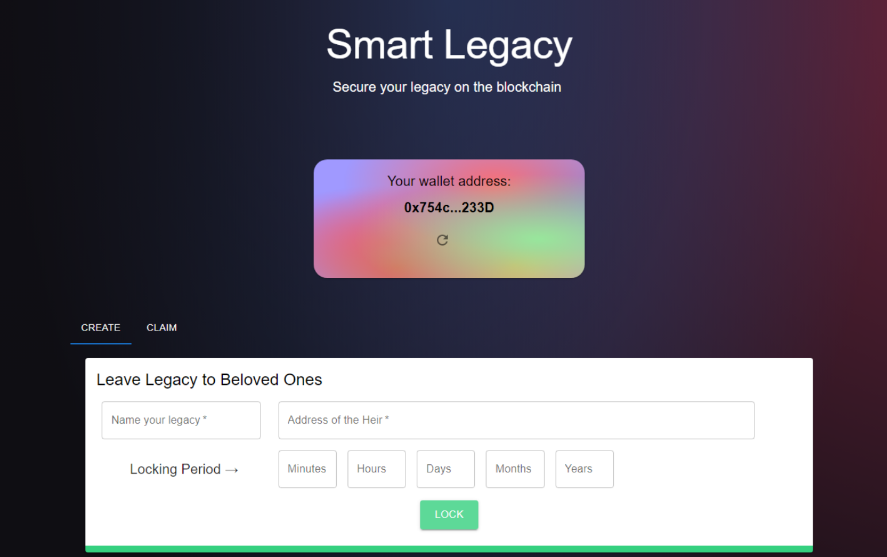 Smart Legacy
Secure your legacy on the blockchain
Your wallet address:
0x754c...233D
CREATE CLAIM
Leave Legacy to Beloved Ones
Name your legacy * Address of the Heir *
Locking Period → Minutes Hours Days Months Years
LOCK